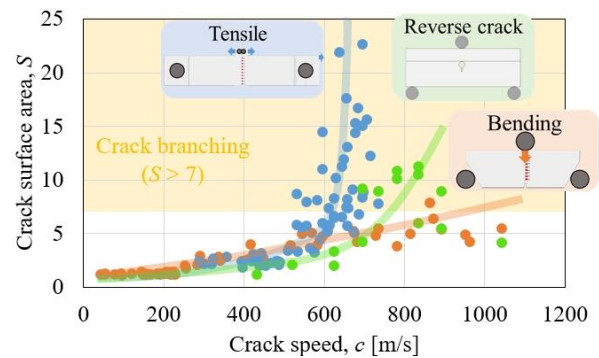 Tensile
Reverse crack
Bending
Crack branching
(S > 7)
Crack surface area, S
25
20
15
10
5
0
0 200 400 600 800 1000 1200
Crack speed, c [m/s]